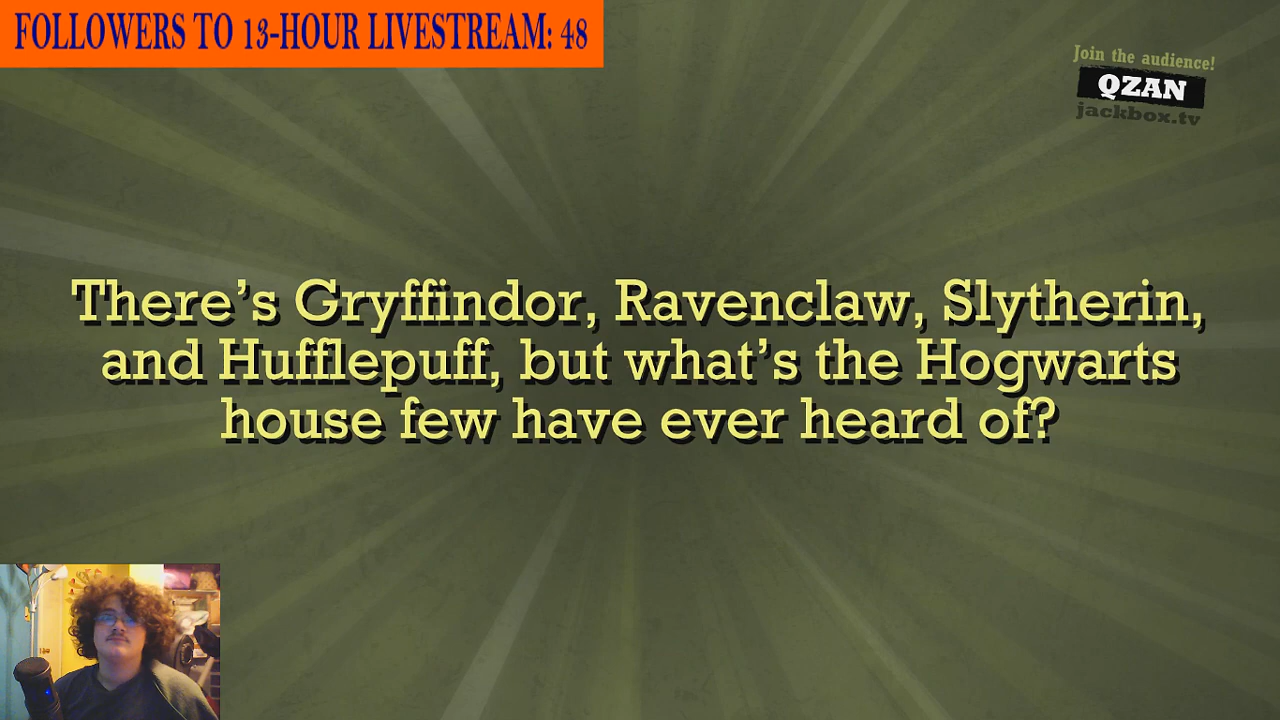 FOLLOWERS TO 13-HOUR LIVESTREAM: 48
Join the audience!
QZAN
jackbox.tv
There’s Gryffindor, Ravenclaw, Slytherin,
and Hufflepuff, but what’s the Hogwarts
house few have ever heard of?